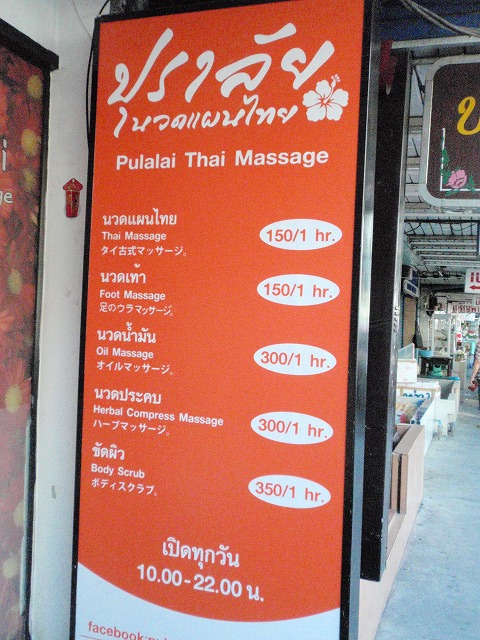 ปุราลัย
นวดแผนไทย
Pulalai Thai Massage
นวดแผนไทย
Thai Massage
タイ古式マッサージ。
150/1 hr.
นวดเท้า
Foot Massage
足のウラマッサージ。
150/1 hr.
นวดน้ำมัน
Oil Massage
オイルマッサージ。
300/1 hr.
นวดประคบ
Herbal Compress Massage
ハーブマッサージ。
300/1 hr.
ขัดผิว
Body Scrub
ボディスクラブ。
350/1 hr.
เปิดทุกวัน
10.00-22.00 น.
facebook: